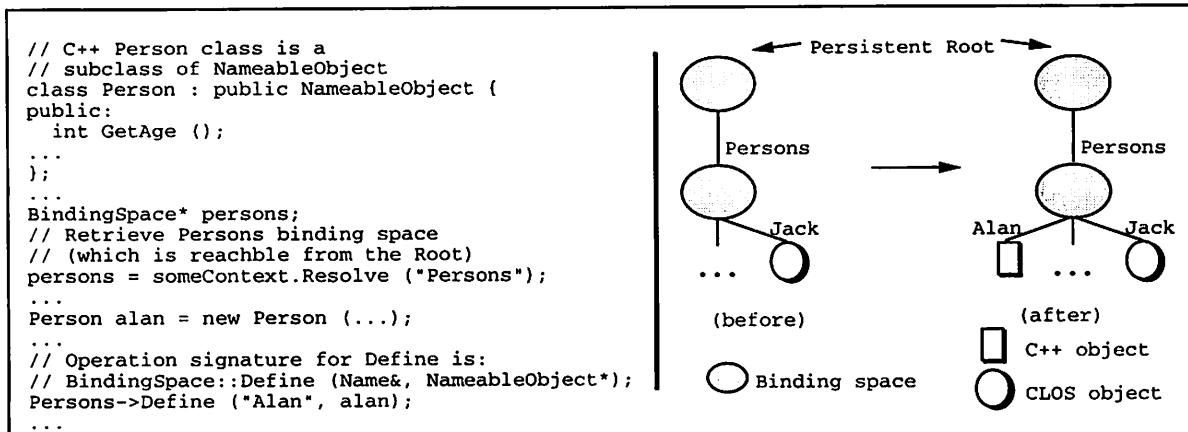 // C++ Person class is a
// subclass of NameableObject
class Person : public NameableObject {
public:
int GetAge ();
...
};
...
BindingSpace* persons;
// Retrieve Persons binding space
// (which is reachble from the Root)
persons = someContext.Resolve ("Persons");
...
Person alan = new Person (...);
...
// Operation signature for Define is:
// BindingSpace::Define (Name&, NameableObject*);
Persons->Define ("Alan", alan);
...
Persistent Root
Persons
Jack
...
(before)
Binding space
Persons
Alan
Jack
...
(after)
C++ object
CLOS object